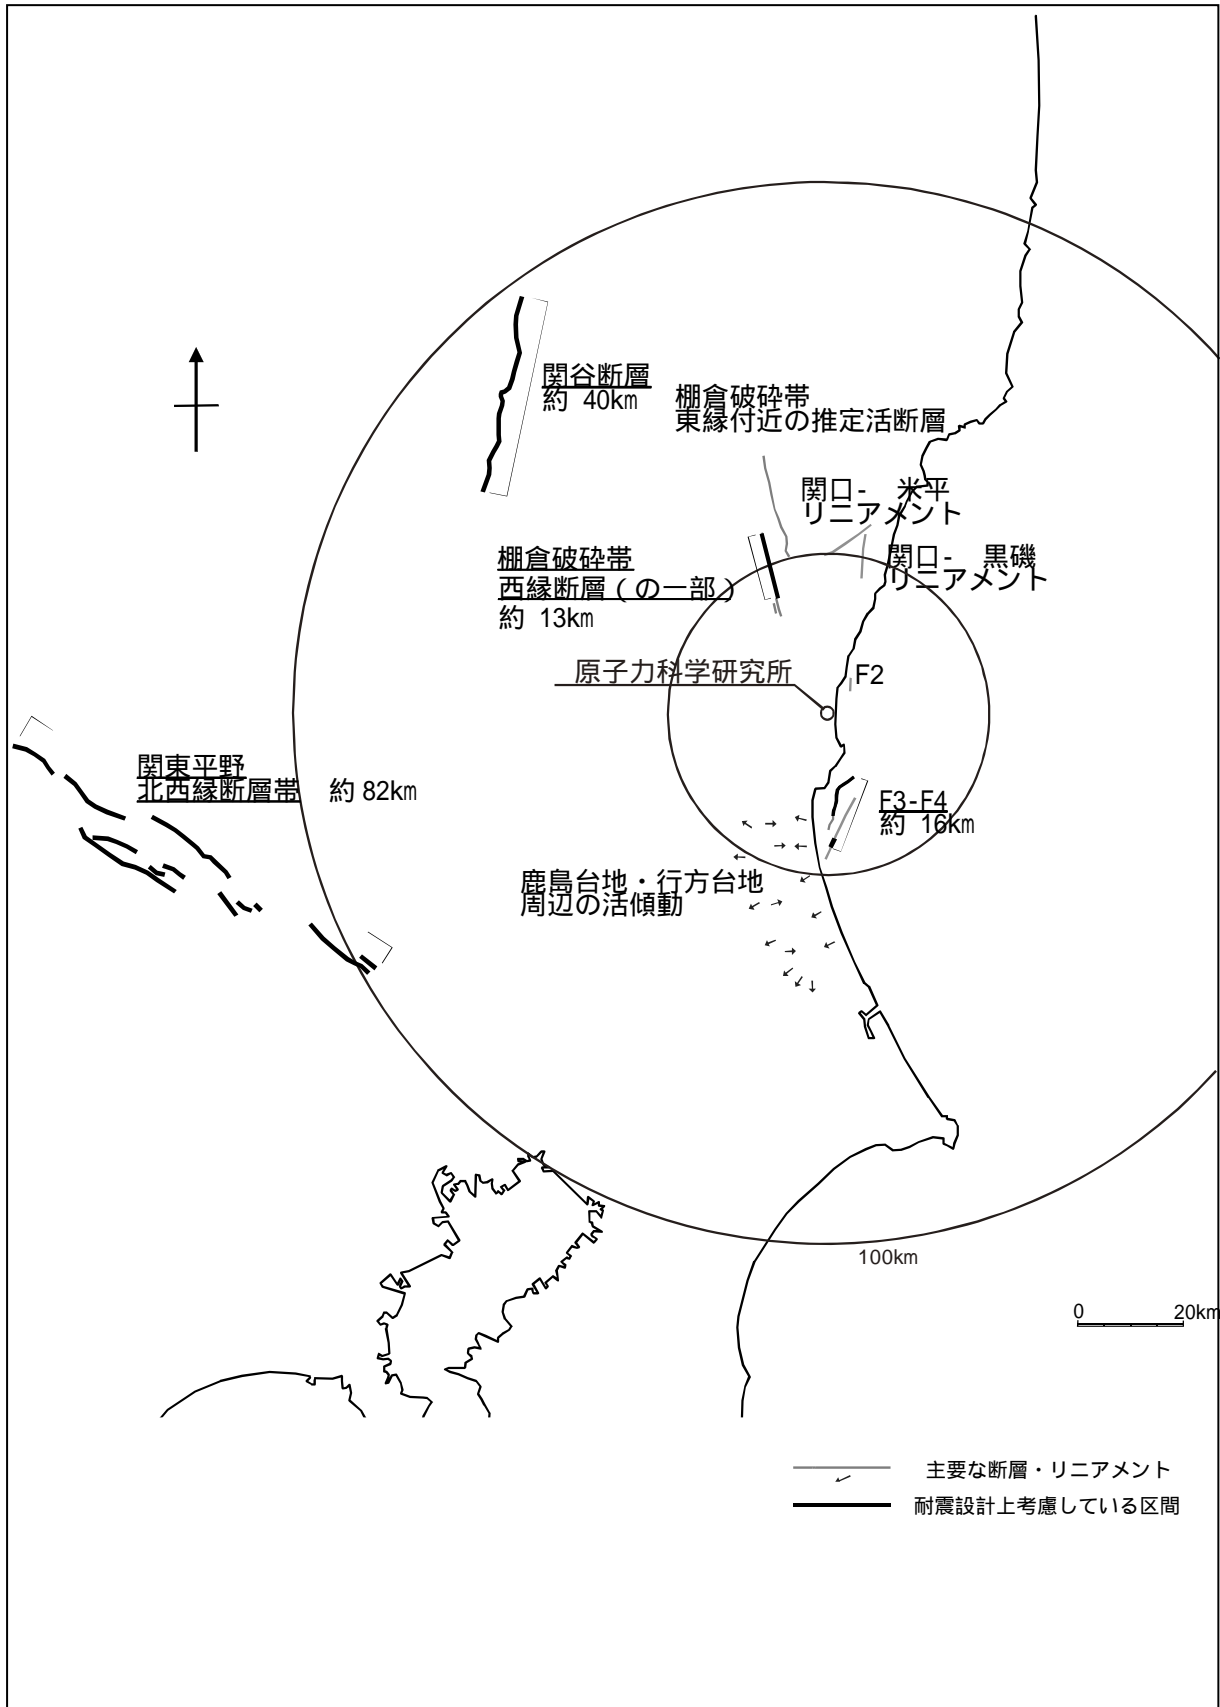 関谷断層
約 40km
棚倉破砕帯
東縁付近の推定活断層
関口- 米平
リニアメント
関口- 黒磯
リニアメント
棚倉破砕帯
西縁断層(の一部)
約 13km
原子力科学研究所
F2
関東平野
北西縁断層帯 約 82km
F3-F4
約 16km
鹿島台地・行方台地
周辺の活傾動
100km
0 20km
主要な断層・リニアメント
耐震設計上考慮している区間